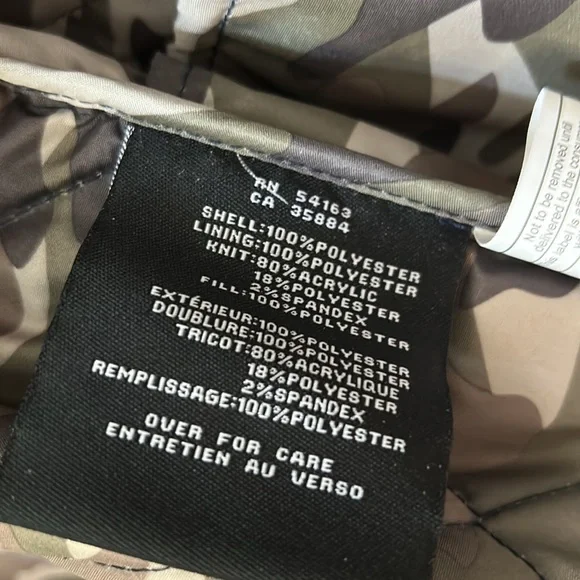 RN 54163
CA 35884
SHELL:100%POLYESTER
LINING:100%POLYESTER
KNIT:80%ACRYLIC
18%POLYESTER
2%SPANDEX
FILL:100%POLYESTER
EXTÉRIEUR:100%POLYESTER
DOUBLURE:100%POLYESTER
TRICOT:80%ACRYLIQUE
18%POLYESTER
2%SPANDEX
REMPLISSAGE:100%POLYESTER
OVER FOR CARE
ENTRETIEN AU VERSO
Not to be removed until
delivered to the
label is